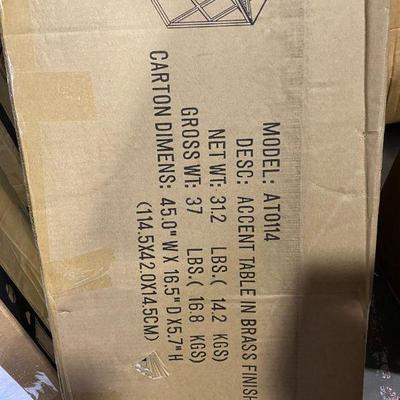 MODEL: AT0114
DESC: ACCENT TABLE IN BRASS FINISH
NET WT: 31.2 LBS.( 14.2 KGS)
GROSS WT: 37 LBS.( 16.8 KGS)
CARTON DIMENS: 45.0" W X 16.5" D X5.7" H
(114.5X42.0X14.5CM)